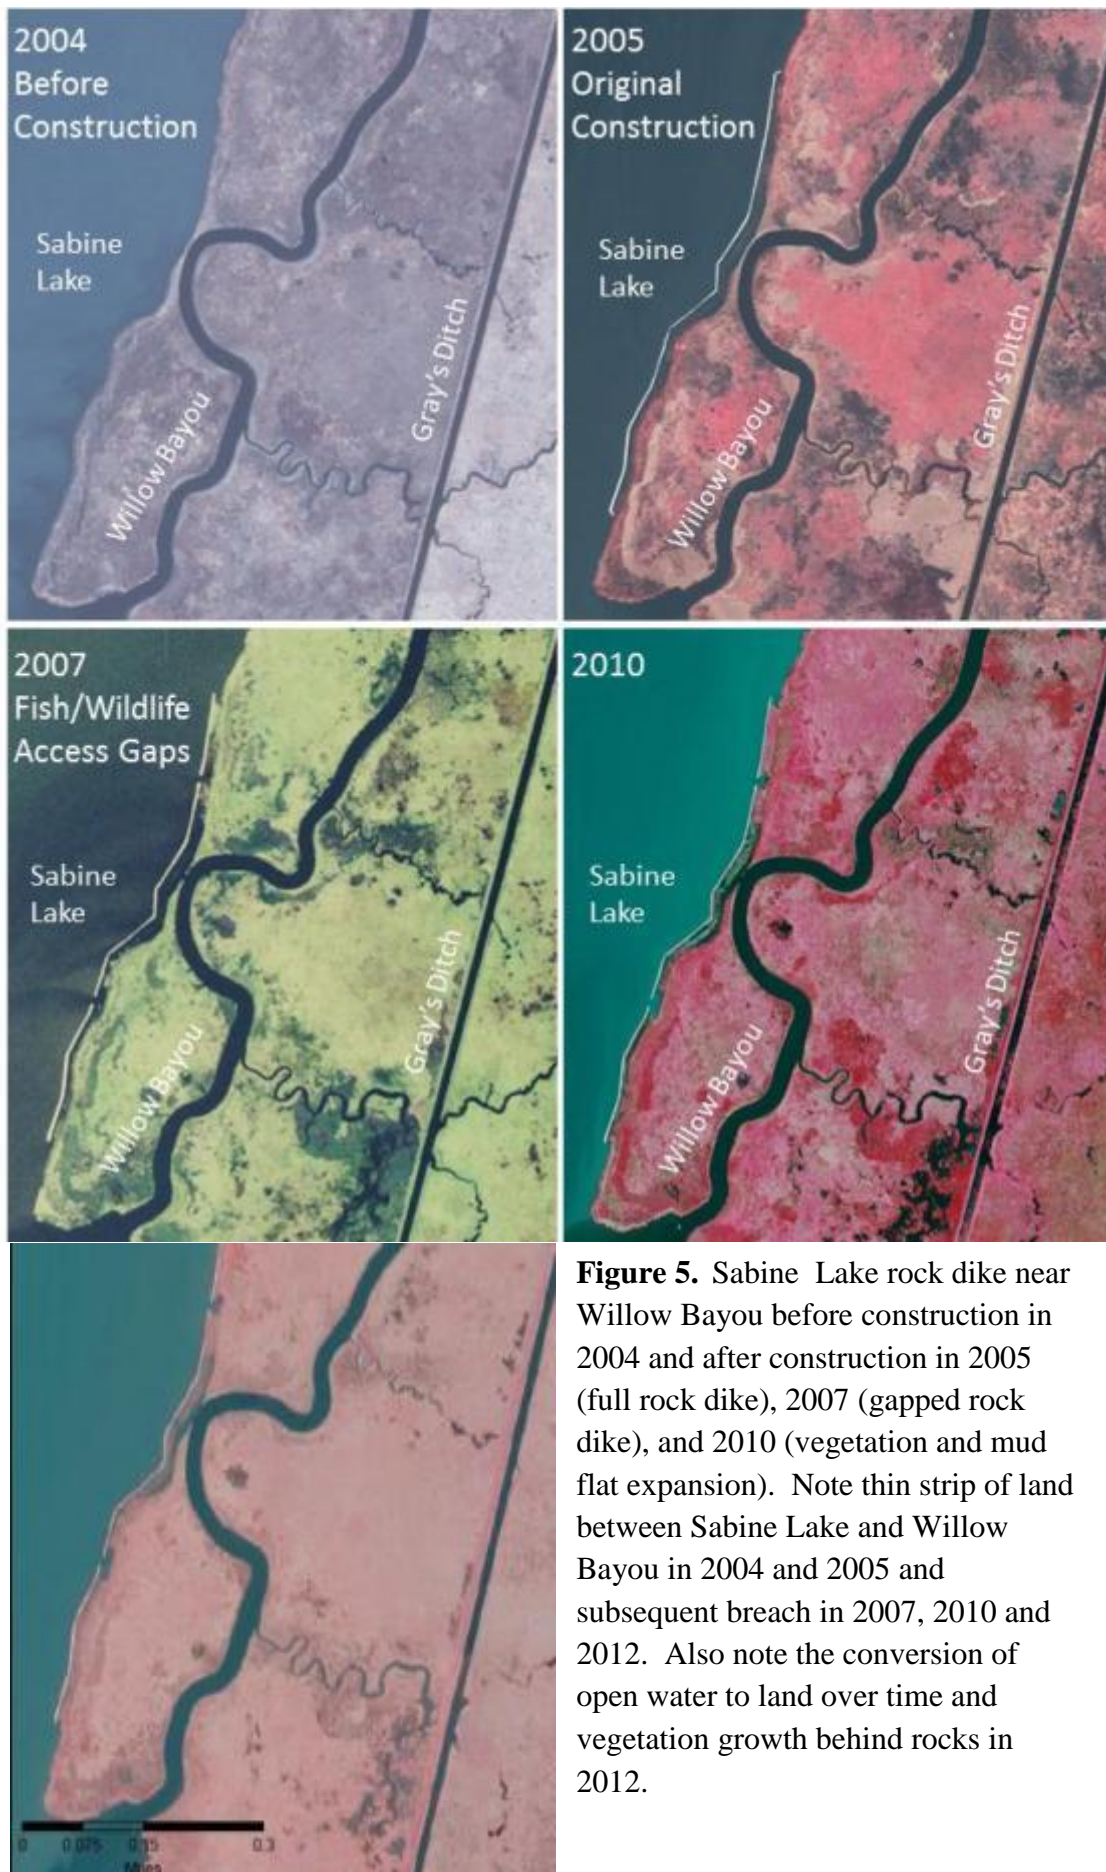 2004
Before
Construction
Sabine
Lake
Willow Bayou
Gray's Ditch
2005
Original
Construction
Sabine
Lake
Willow Bayou
Gray's Ditch
2007
Fish/Wildlife
Access Gaps
Sabine
Lake
Willow Bayou
Gray's Ditch
2010
Sabine
Lake
Willow Bayou
Gray's Ditch
0 0.075 0.15 0.3
Miles
Figure 5. Sabine Lake rock dike near
Willow Bayou before construction in
2004 and after construction in 2005
(full rock dike), 2007 (gapped rock
dike), and 2010 (vegetation and mud
flat expansion). Note thin strip of land
between Sabine Lake and Willow
Bayou in 2004 and 2005 and
subsequent breach in 2007, 2010 and
2012. Also note the conversion of
open water to land over time and
vegetation growth behind rocks in
2012.